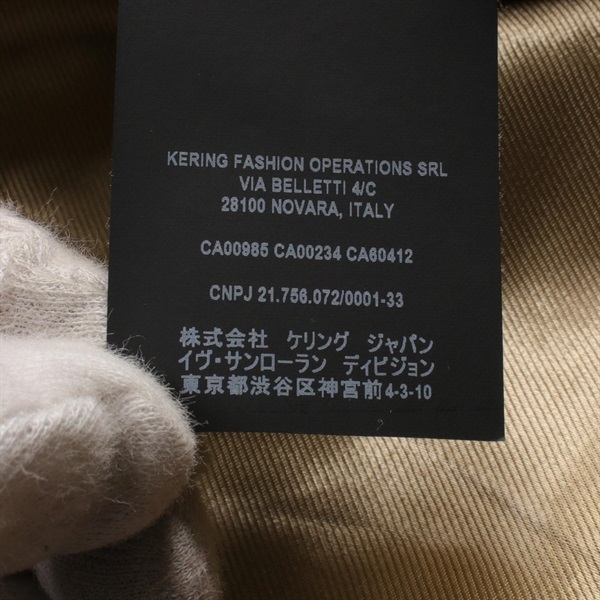 KERING FASHION OPERATIONS SRL
VIA BELLETTI 4/C
28100 NOVARA, ITALY
CA00985 CA00234 CA60412
CNPJ 21.756.072/0001-33
株式会社 ケリング ジャパン
イヴ・サンローラン ディビジョン
東京都渋谷区神宮前4-3-10